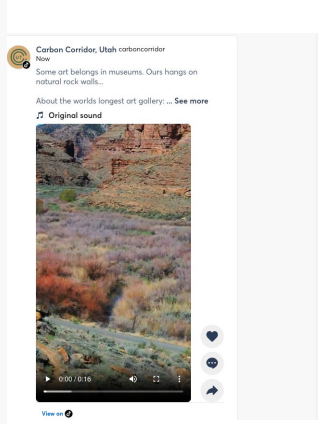 Carbon Corridor, Utah carboncorridor
Now
Some art belongs in museums. Ours hangs on
natural rock walls...
About the worlds longest art gallery: ... See more
Original sound
0:00 / 0:16
View on